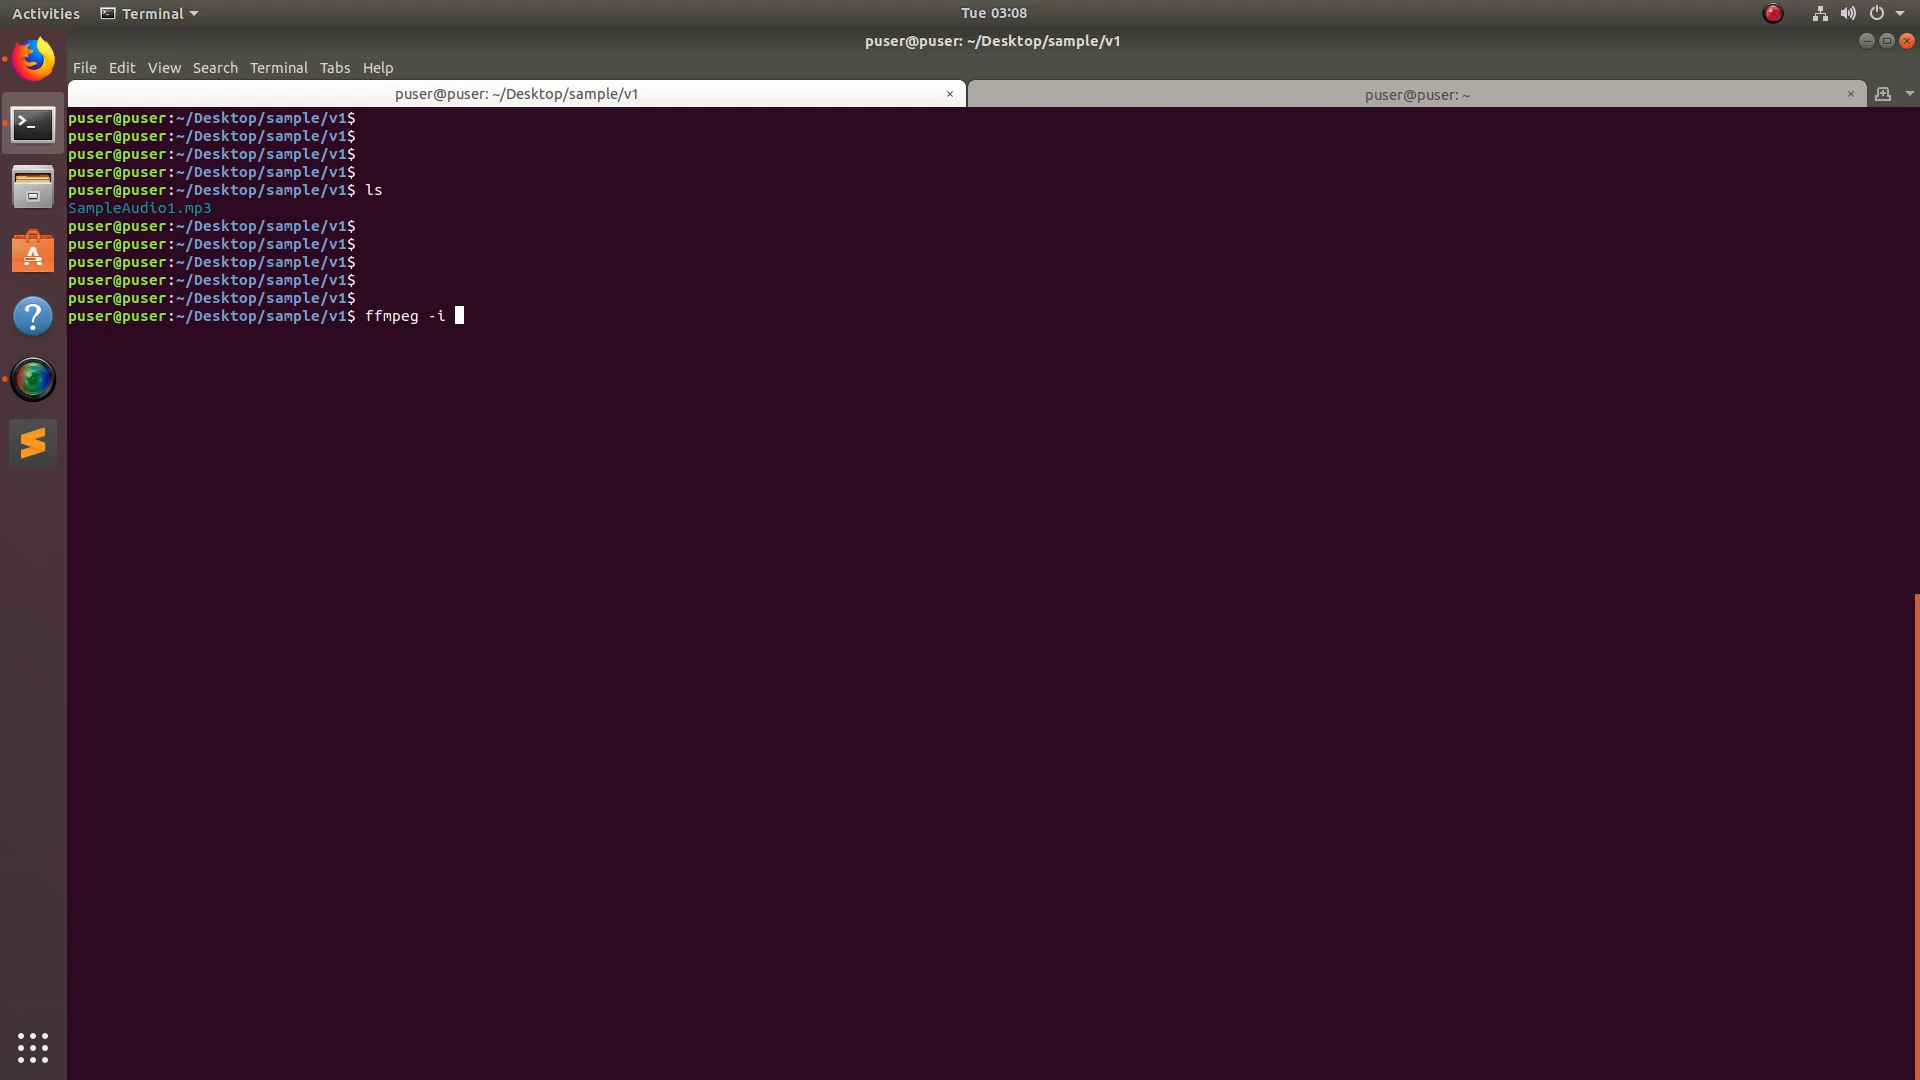 Activities Terminal Tue 03:08
puser@puser: ~/Desktop/sample/v1
File Edit View Search Terminal Tabs Help
puser@puser: ~/Desktop/sample/v1 × puser@puser: ~ ×
puser@puser:~/Desktop/sample/v1$
puser@puser:~/Desktop/sample/v1$
puser@puser:~/Desktop/sample/v1$
puser@puser:~/Desktop/sample/v1$
puser@puser:~/Desktop/sample/v1$ ls
SampleAudio1.mp3
puser@puser:~/Desktop/sample/v1$
puser@puser:~/Desktop/sample/v1$
puser@puser:~/Desktop/sample/v1$
puser@puser:~/Desktop/sample/v1$
puser@puser:~/Desktop/sample/v1$
puser@puser:~/Desktop/sample/v1$ ffmpeg -i